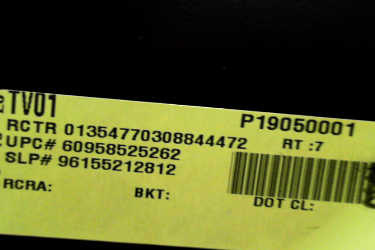 TV01
P19050001
RCTR 01354770308844472
RT :7
UPC# 60958525262
SLP# 96155212812
RCRA:
BKT:
DOT CL: